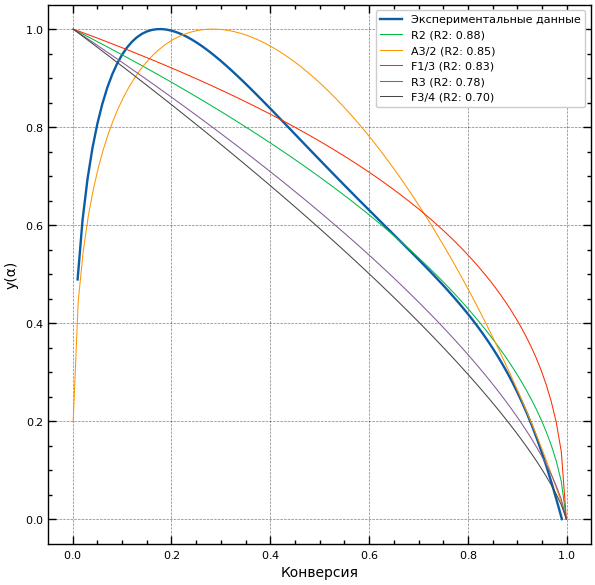 Экспериментальные данные
R2 (R2: 0.88)
A3/2 (R2: 0.85)
F1/3 (R2: 0.83)
R3 (R2: 0.78)
F3/4 (R2: 0.70)
y(α)
1.0
0.8
0.6
0.4
0.2
0.0
0.0 0.2 0.4 0.6 0.8 1.0
Конверсия